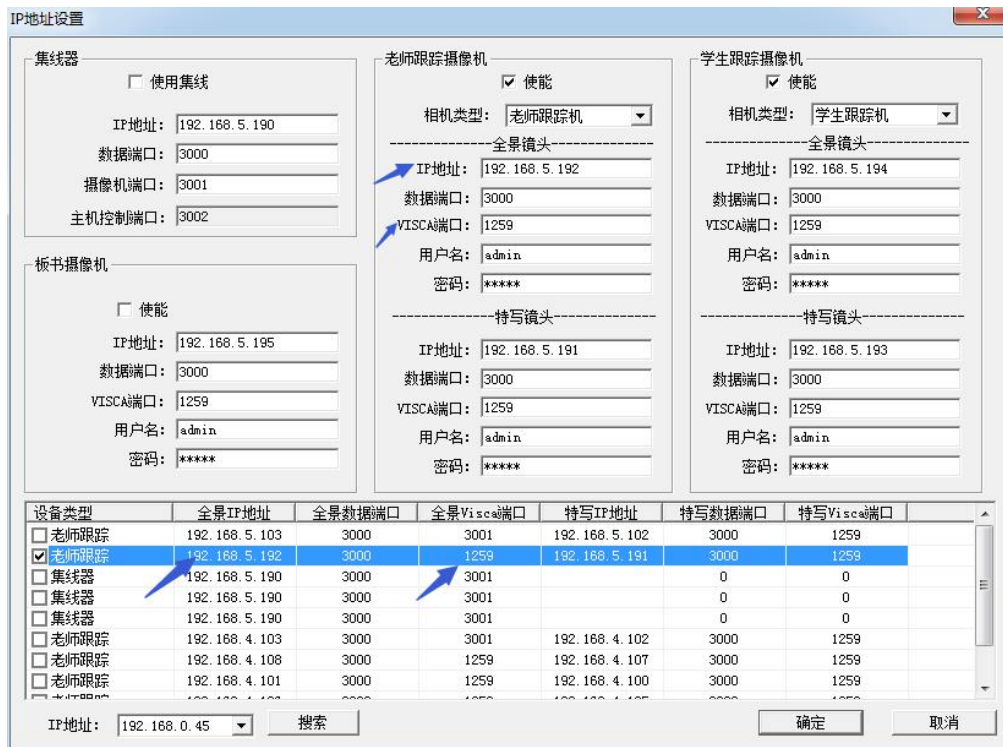 IP地址设置
集线器
使用集线
IP地址: 192.168.5.190
数据端口: 3000
摄像机端口: 3001
主机控制端口: 3002
板书摄像机
使能
IP地址: 192.168.5.195
数据端口: 3000
VISCA端口: 1259
用户名: admin
密码: *****
老师跟踪摄像机
使能
相机类型: 老师跟踪机
---------------全景镜头---------------
IP地址: 192.168.5.192
数据端口: 3000
VISCA端口: 1259
用户名: admin
密码: *****
---------------特写镜头---------------
IP地址: 192.168.5.191
数据端口: 3000
VISCA端口: 1259
用户名: admin
密码: *****
学生跟踪摄像机
使能
相机类型: 学生跟踪机
---------------全景镜头---------------
IP地址: 192.168.5.194
数据端口: 3000
VISCA端口: 1259
用户名: admin
密码: *****
---------------特写镜头---------------
IP地址: 192.168.5.193
数据端口: 3000
VISCA端口: 1259
用户名: admin
密码: *****
设备类型 全景IP地址 全景数据端口 全景Visca端口 特写IP地址 特写数据端口 特写Visca端口
老师跟踪 192.168.5.103 3000 3001 192.168.5.102 3000 1259
老师跟踪 192.168.5.192 3000 1259 192.168.5.191 3000 1259
集线器 192.168.5.190 3000 3001 0 0
集线器 192.168.5.190 3000 3001 0 0
集线器 192.168.5.190 3000 3001 0 0
老师跟踪 192.168.4.103 3000 3001 192.168.4.102 3000 1259
老师跟踪 192.168.4.108 3000 1259 192.168.4.107 3000 1259
老师跟踪 192.168.4.101 3000 1259 192.168.4.100 3000 1259
IP地址: 192.168.0.45 搜索 确定 取消